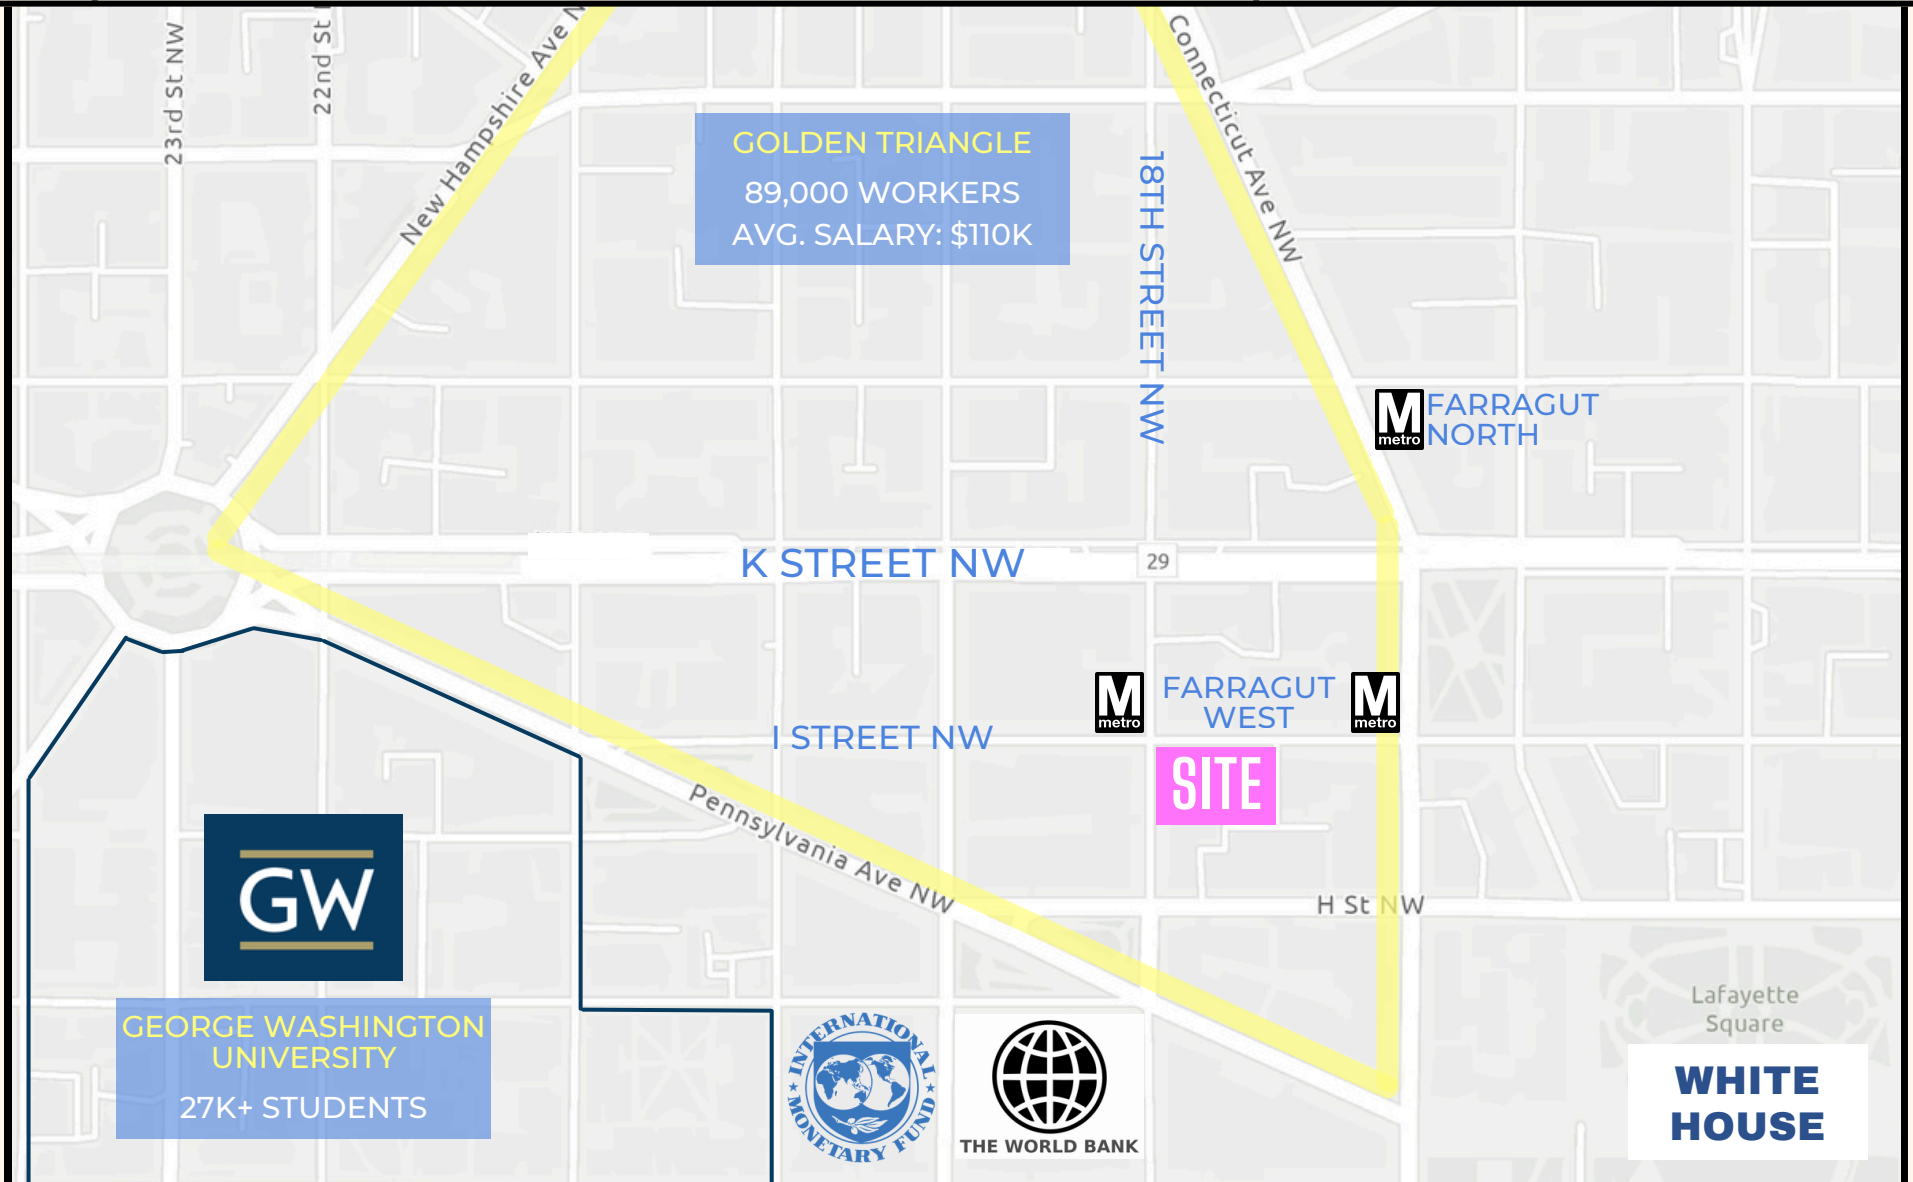 23rd St NW
22nd St
New Hampshire Ave N
Connecticut Ave NW
GOLDEN TRIANGLE
89,000 WORKERS
AVG. SALARY: $110K
18TH STREET NW
M
metro
FARRAGUT
NORTH
K STREET NW
29
M
metro
FARRAGUT
WEST
M
metro
I STREET NW
SITE
Pennsylvania Ave NW
H St NW
GW
GEORGE WASHINGTON
UNIVERSITY
27K+ STUDENTS
INTERNATIONAL
MONETARY FUND
THE WORLD BANK
Lafayette
Square
WHITE
HOUSE